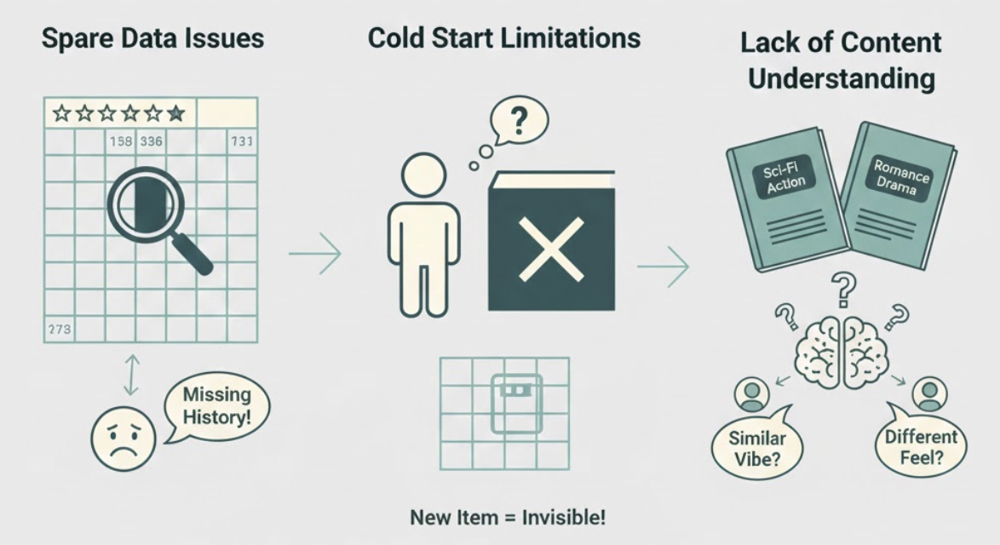 Spare Data Issues
158 336 731
273
Missing
History!
Cold Start Limitations
?
New Item = Invisible!
Lack of Content
Understanding
Sci-Fi
Action
Romance
Drama
? ? ?
Similar
Vibe?
Different
Feel?